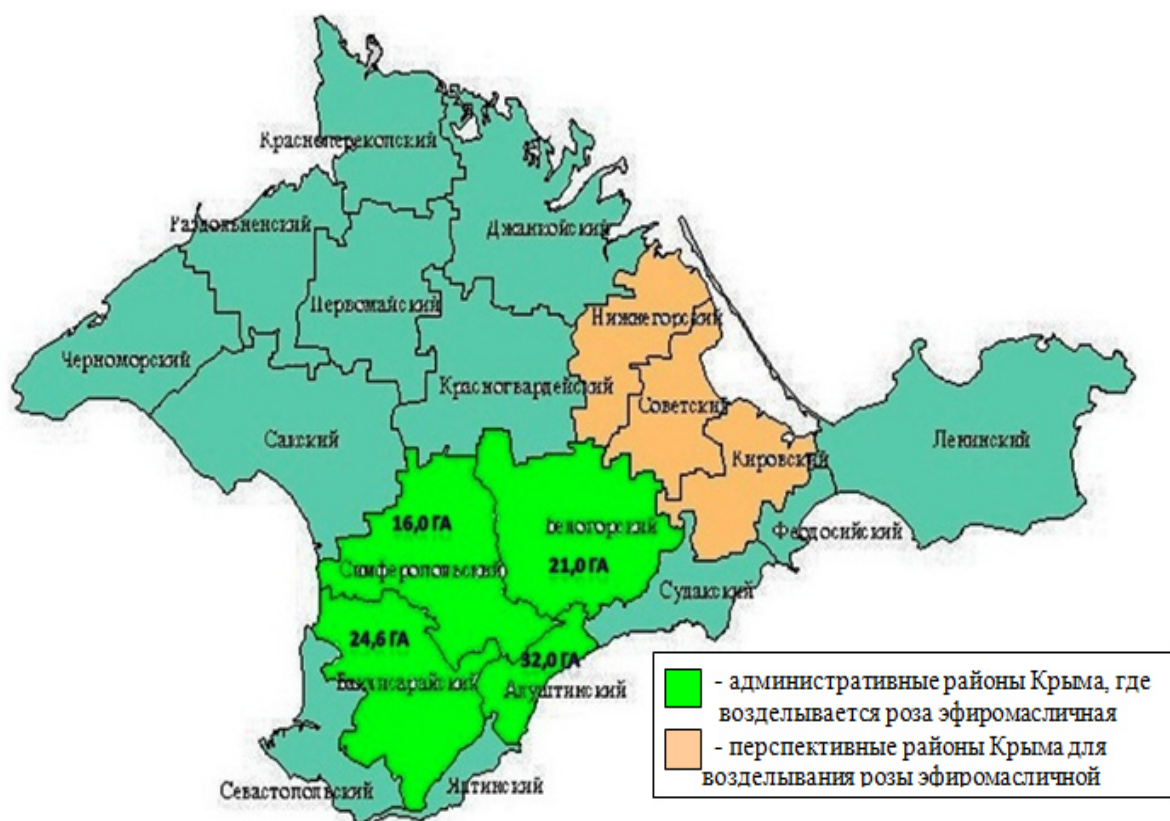 Красноперекопский
Раздольненский
Джанкойский
Первомайский
Нижнегорский
Черноморский
Красногвардейский
Советский
Сакский
Ленинский
Кировский
16,0 ГА
Белогорский
Феодосийский
Симферопольский
21,0 ГА
Судакский
24,6 ГА
32,0 ГА
Бахчисарайский
Алуштинский
Севастопольский
Ялтинский
- административные районы Крыма, где
возделывается роза эфиромасличная
- перспективные районы Крыма для
возделывания розы эфиромасличной